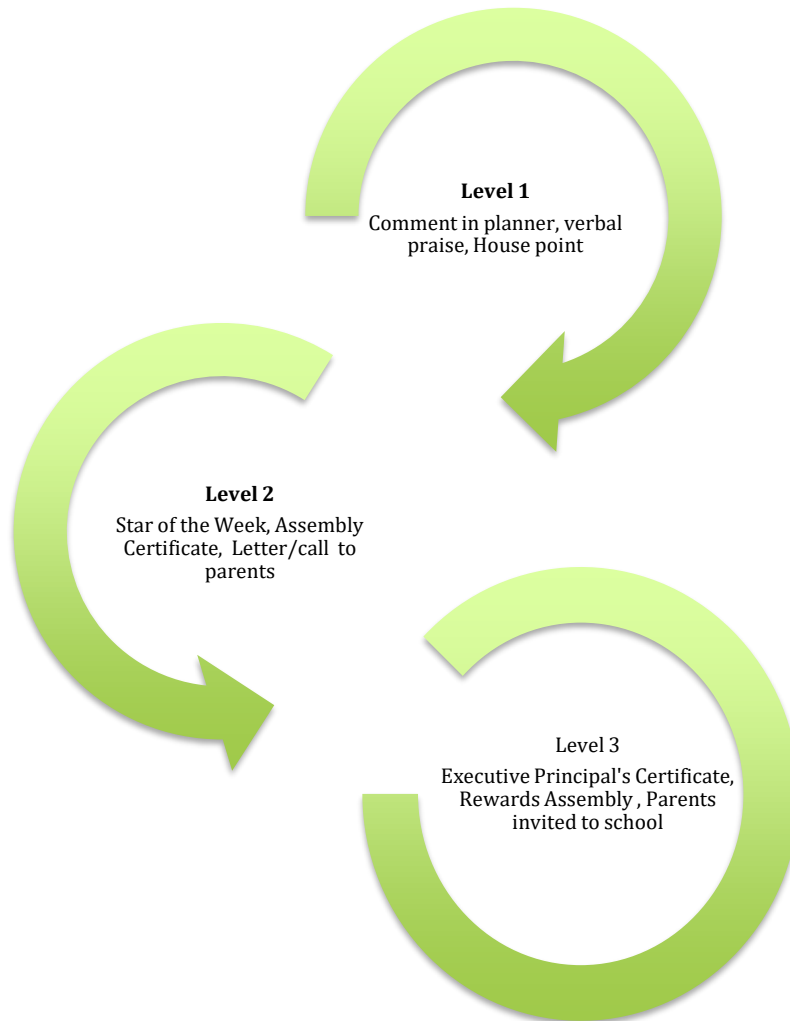 Level 1
Comment in planner, verbal
praise, House point
Level 2
Star of the Week, Assembly
Certificate, Letter/call to
parents
Level 3
Executive Principal's Certificate,
Rewards Assembly , Parents
invited to school